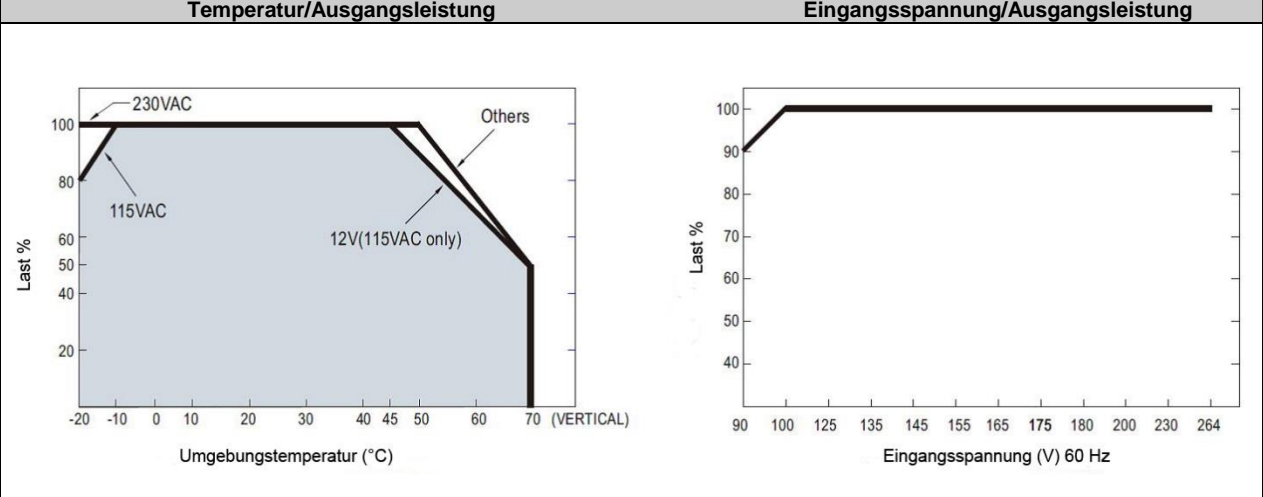 Temperatur/Ausgangsleistung
Eingangsspannung/Ausgangsleistung
230VAC
Others
115VAC
12V(115VAC only)
100
80
60
50
40
20
Last %
-20 -10 0 10 20 30 40 45 50 60 70 (VERTICAL)
Umgebungstemperatur (°C)
100
90
80
70
60
50
40
Last %
90 100 125 135 145 155 165 175 180 200 230 264
Eingangsspannung (V) 60 Hz